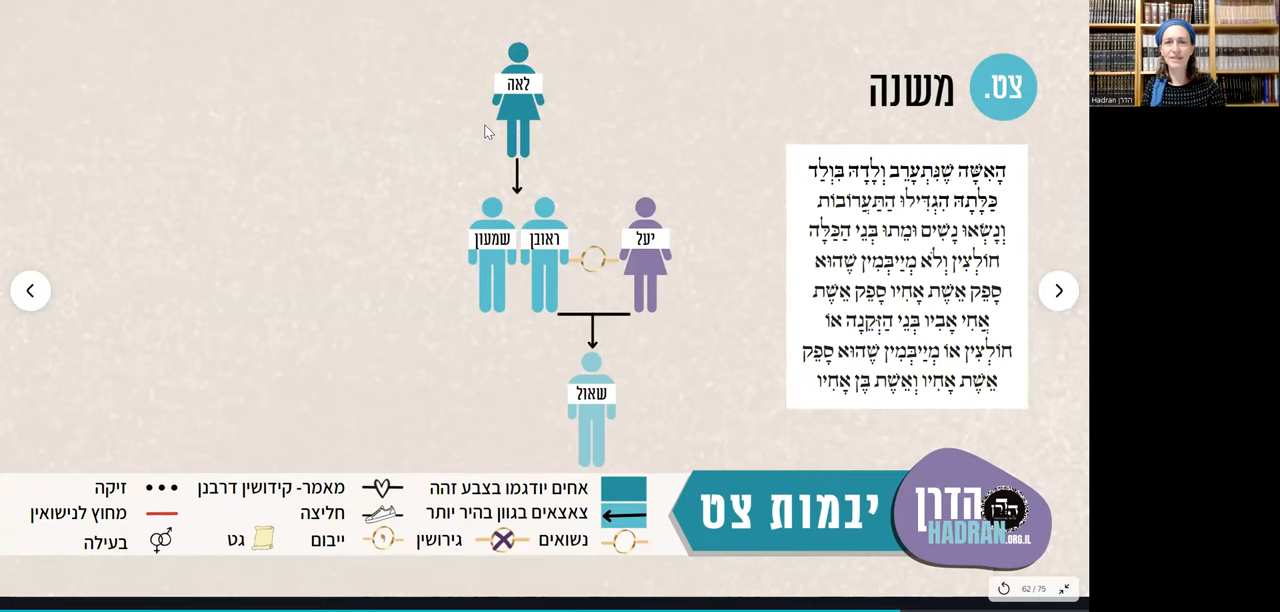 צט.
משנה
הָאִשָּׁה שֶׁנִּתְעָרֵב וְלָדָהּ בִּוְלַד
כַּלָּתָהּ הִגְדִּילוּ הַתַּעֲרוֹבוֹת
וְנָשְׂאוּ נָשִׁים וּמֵתוּ בְּנֵי הַכַּלָּה
חוֹלְצִין וְלֹא מְיַיבְּמִין שֶׁהוּא
סָפֵק אֵשֶׁת אָחִיו סָפֵק אֵשֶׁת
אֲחִי אָבִיו בְּנֵי הַזְּקֵנָה אוֹ
חוֹלְצִין אוֹ מְיַיבְּמִין שֶׁהוּא סָפֵק
אֵשֶׁת אָחִיו וְאֵשֶׁת בֶּן אָחִיו
לאה
יעל
ראובן
שמעון
שאול
אחים יודגמו בצבע זהה
צאצאים בגוון בהיר יותר
נשואים
גירושין
מאמר- קידושין דרבנן
חליצה
ייבום
גט
זיקה
מחוץ לנישואין
בעילה
יבמות צט
הדרן
HADRAN.ORG.IL
הדרן Hadran
62 / 75